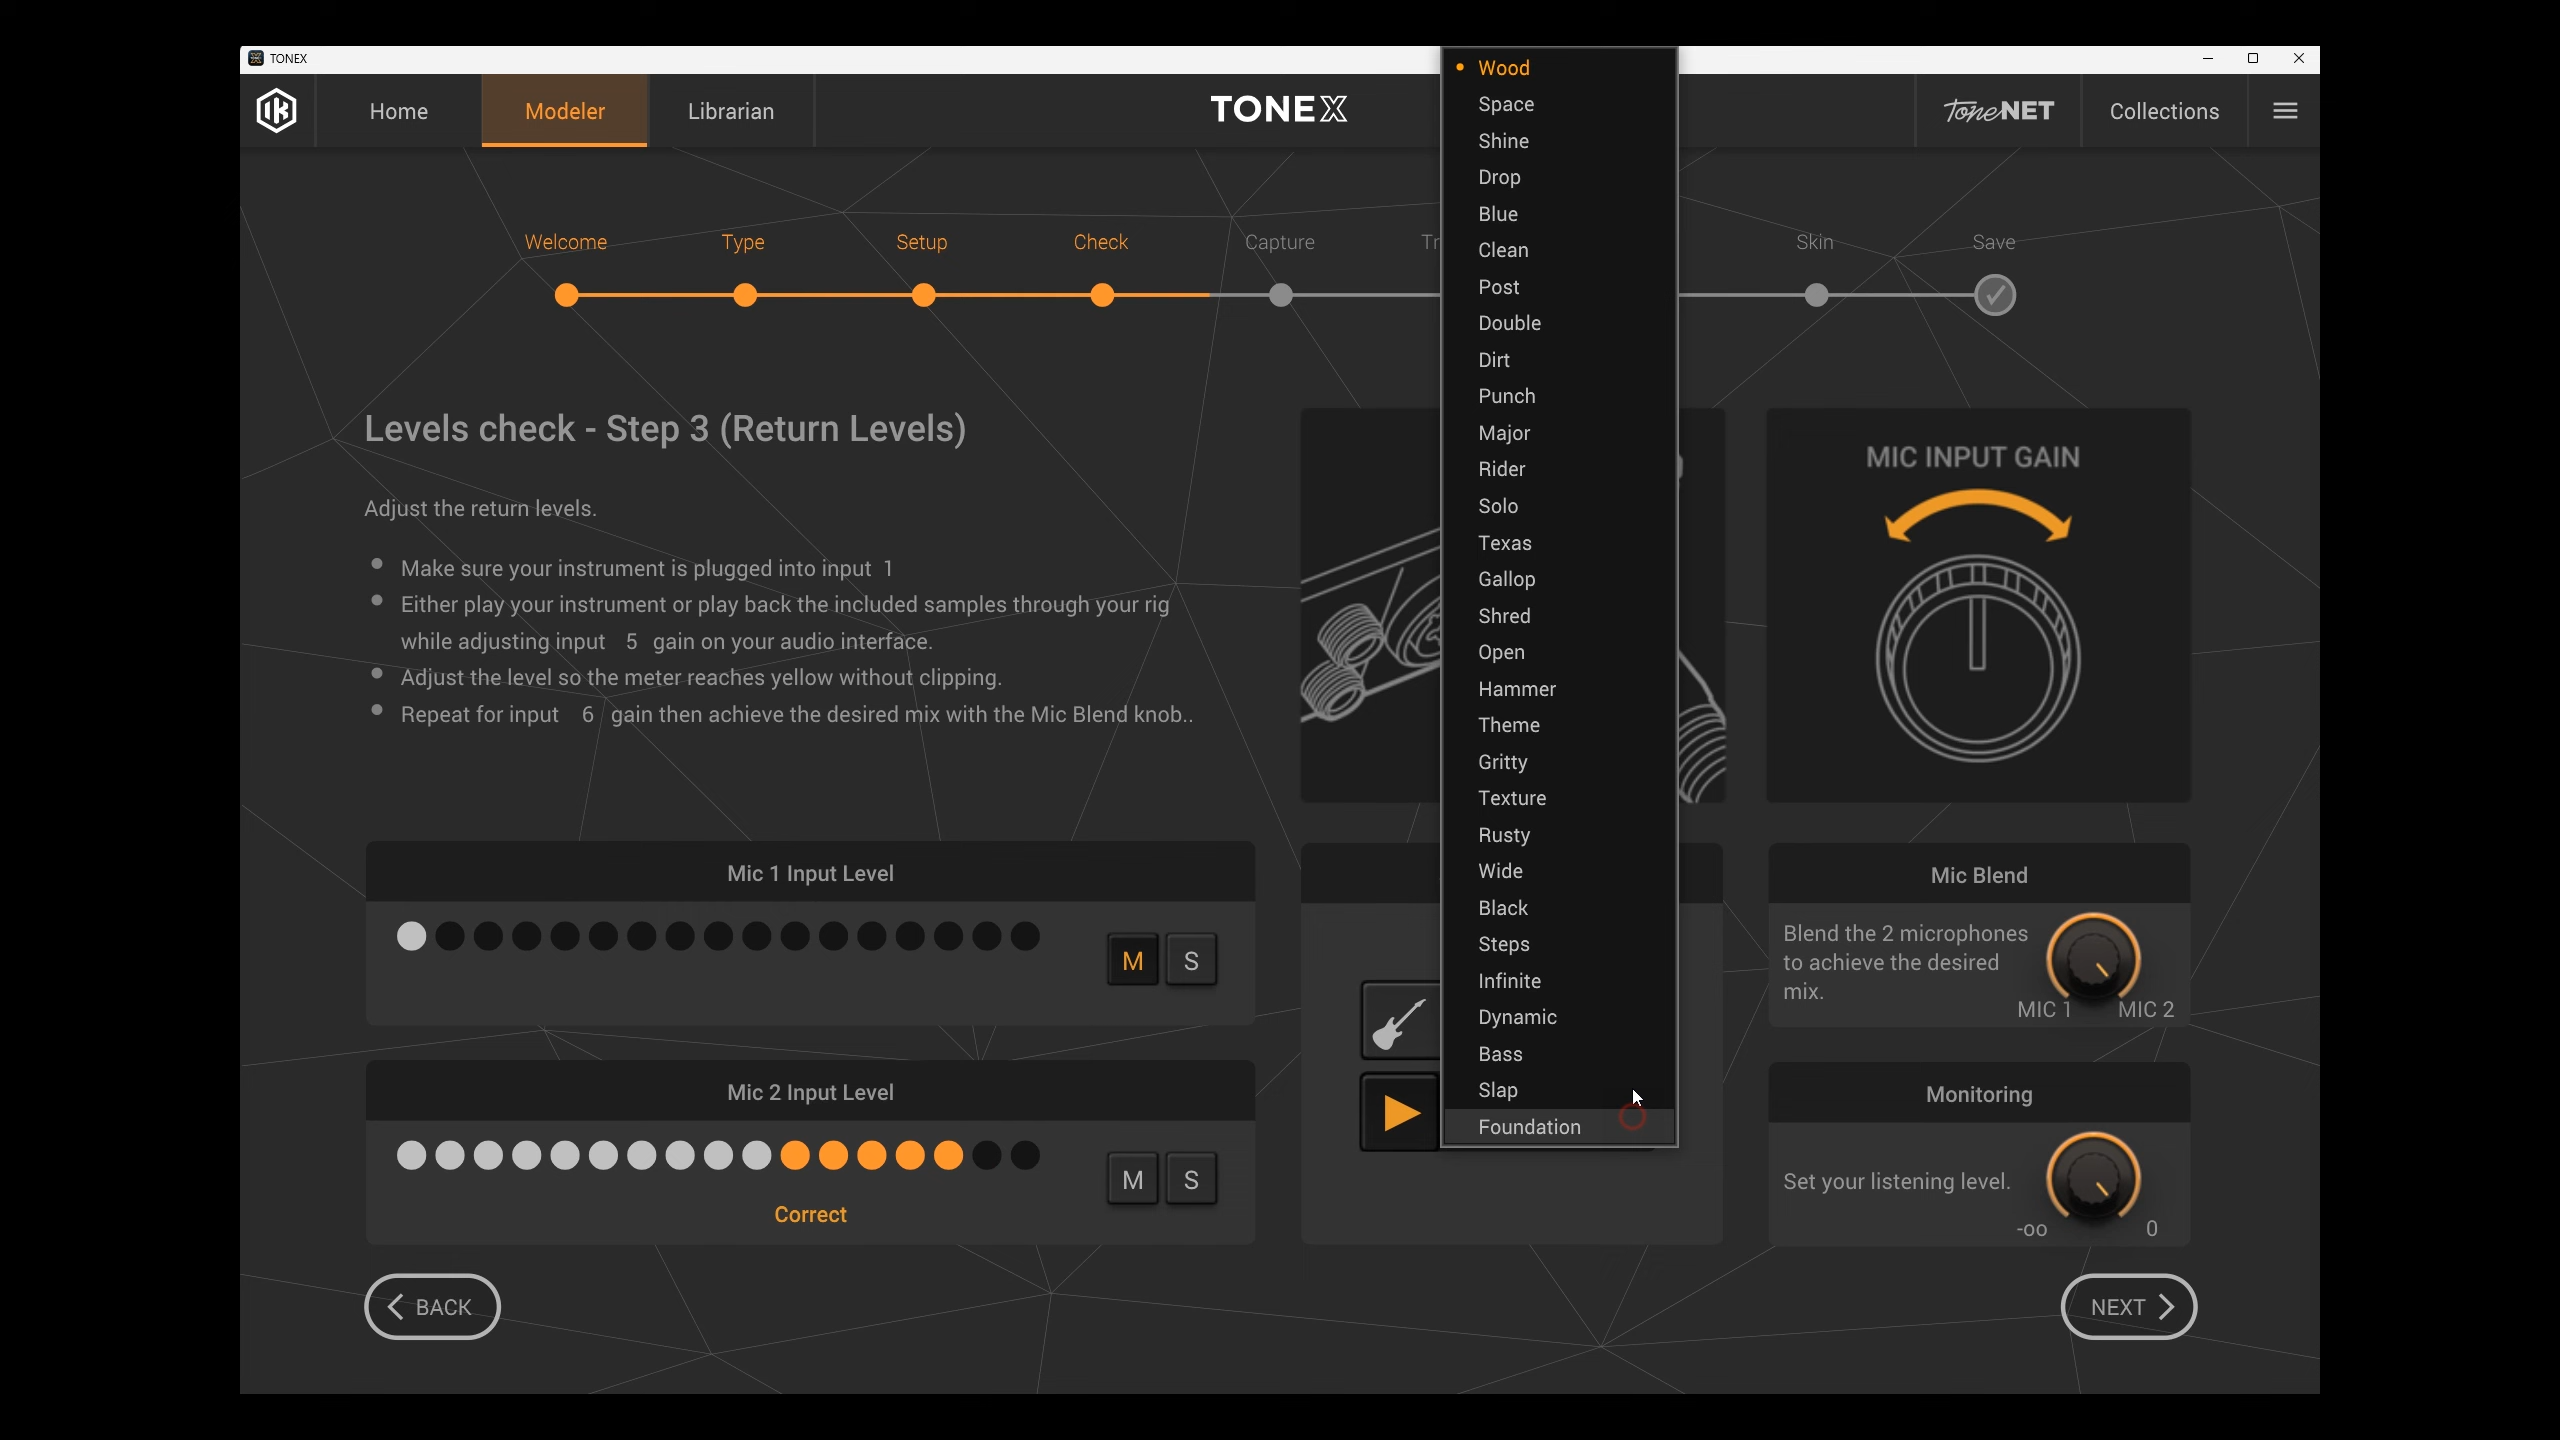 TONEX
Home
Modeler
Librarian
TONEX
ToneNET
Collections
Welcome
Type
Setup
Check
Capture
Tr
Skin
Save
Levels check - Step 3 (Return Levels)
Adjust the return levels.
Make sure your instrument is plugged into input 1
Either play your instrument or play back the included samples through your rig
while adjusting input 5 gain on your audio interface.
Adjust the level so the meter reaches yellow without clipping.
Repeat for input 6 gain then achieve the desired mix with the Mic Blend knob..
Wood
Space
Shine
Drop
Blue
Clean
Post
Double
Dirt
Punch
Major
Rider
Solo
Texas
Gallop
Shred
Open
Hammer
Theme
Gritty
Texture
Rusty
Wide
Black
Steps
Infinite
Dynamic
Bass
Slap
Foundation
MIC INPUT GAIN
Mic 1 Input Level
M
S
Mic 2 Input Level
M
S
Correct
Mic Blend
Blend the 2 microphones
to achieve the desired
mix.
MIC 1
MIC 2
Monitoring
Set your listening level.
-oo
0
BACK
NEXT